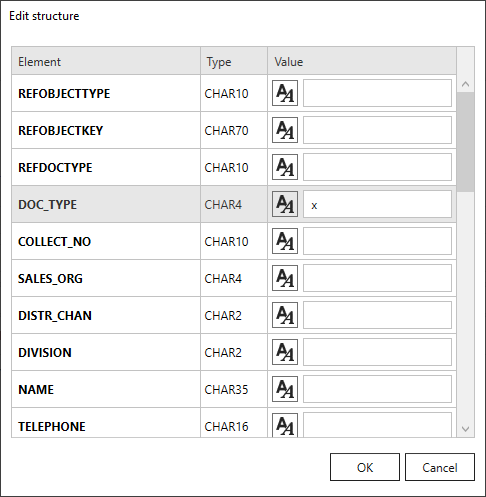 Edit structure
Element Type Value
REFOBJECTTYPE CHAR10
REFOBJECTKEY CHAR70
REFDOCTYPE CHAR10
DOC_TYPE CHAR4 x
COLLECT_NO CHAR10
SALES_ORG CHAR4
DISTR_CHAN CHAR2
DIVISION CHAR2
NAME CHAR35
TELEPHONE CHAR16
OK Cancel